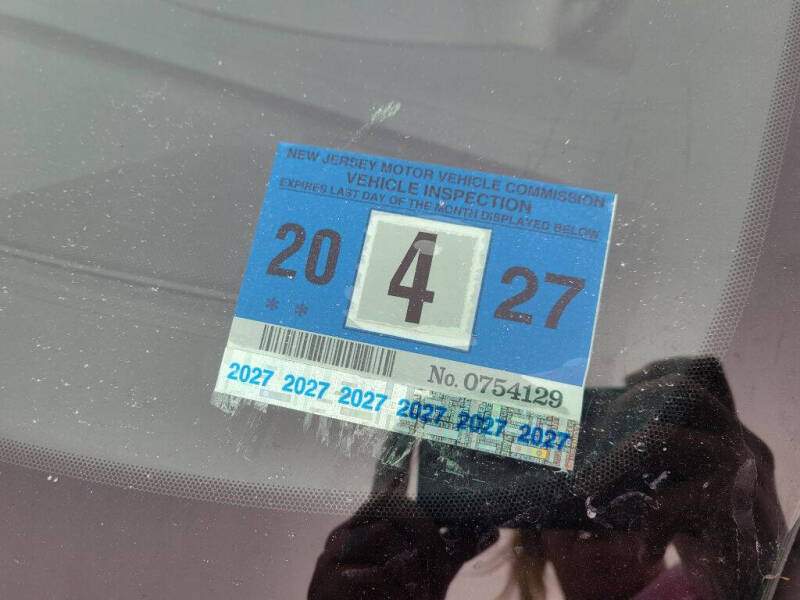 NEW JERSEY MOTOR VEHICLE COMMISSION
VEHICLE INSPECTION
EXPIRES LAST DAY OF THE MONTH DISPLAYED BELOW
20 4 27
* *
No. 0754129
2027 2027 2027 2027 2027 2027